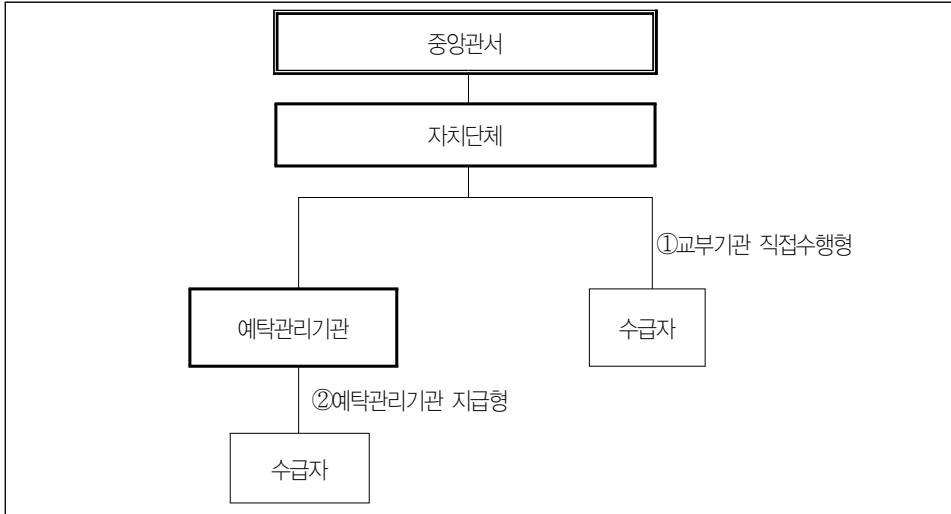 중앙관서
자치단체
①교부기관 직접수행형
예탁관리기관
수급자
②예탁관리기관 지급형
수급자